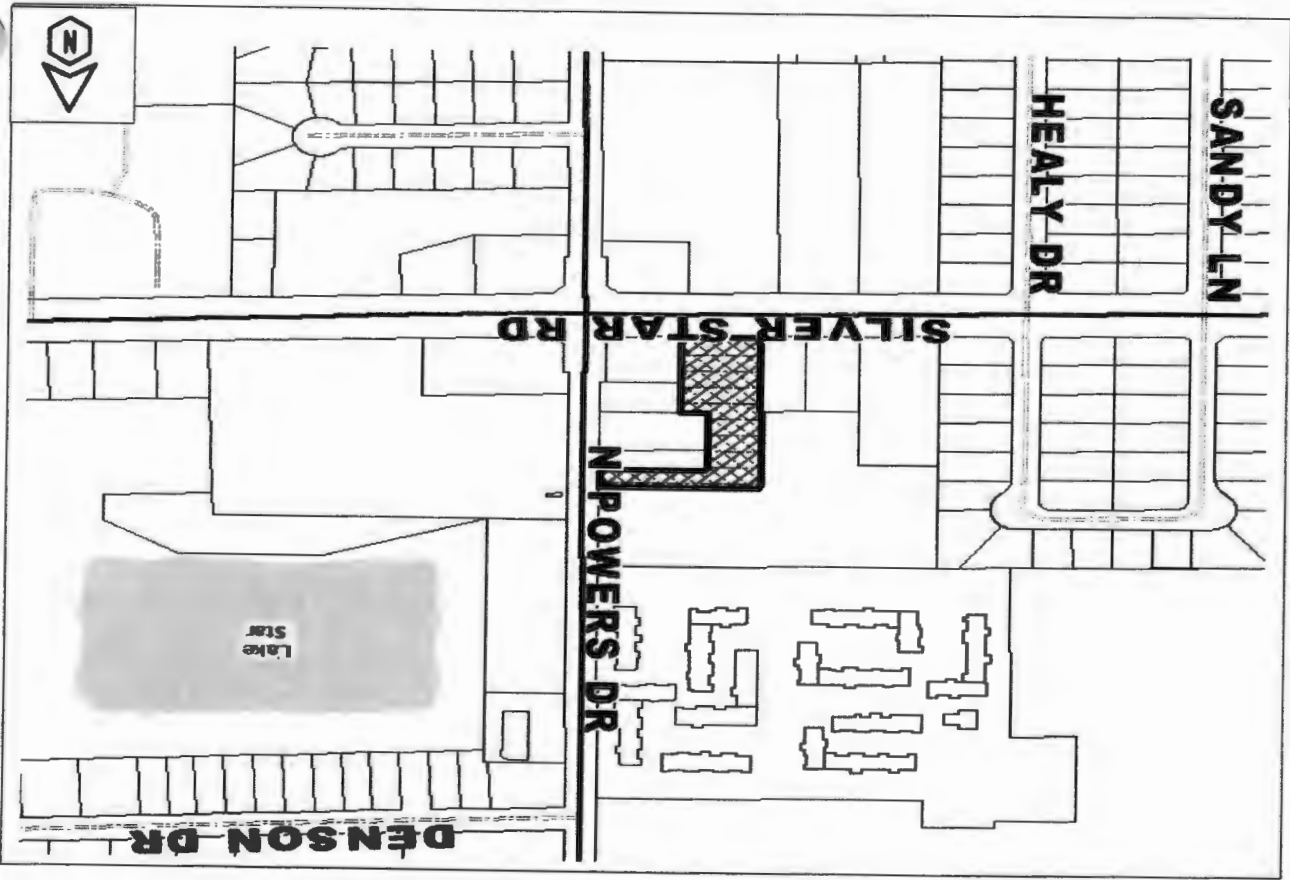 N
SANDY LN
HEALY DR
SILVER STAR RD
N POWERS DR
Lake
Star
DENSON DR